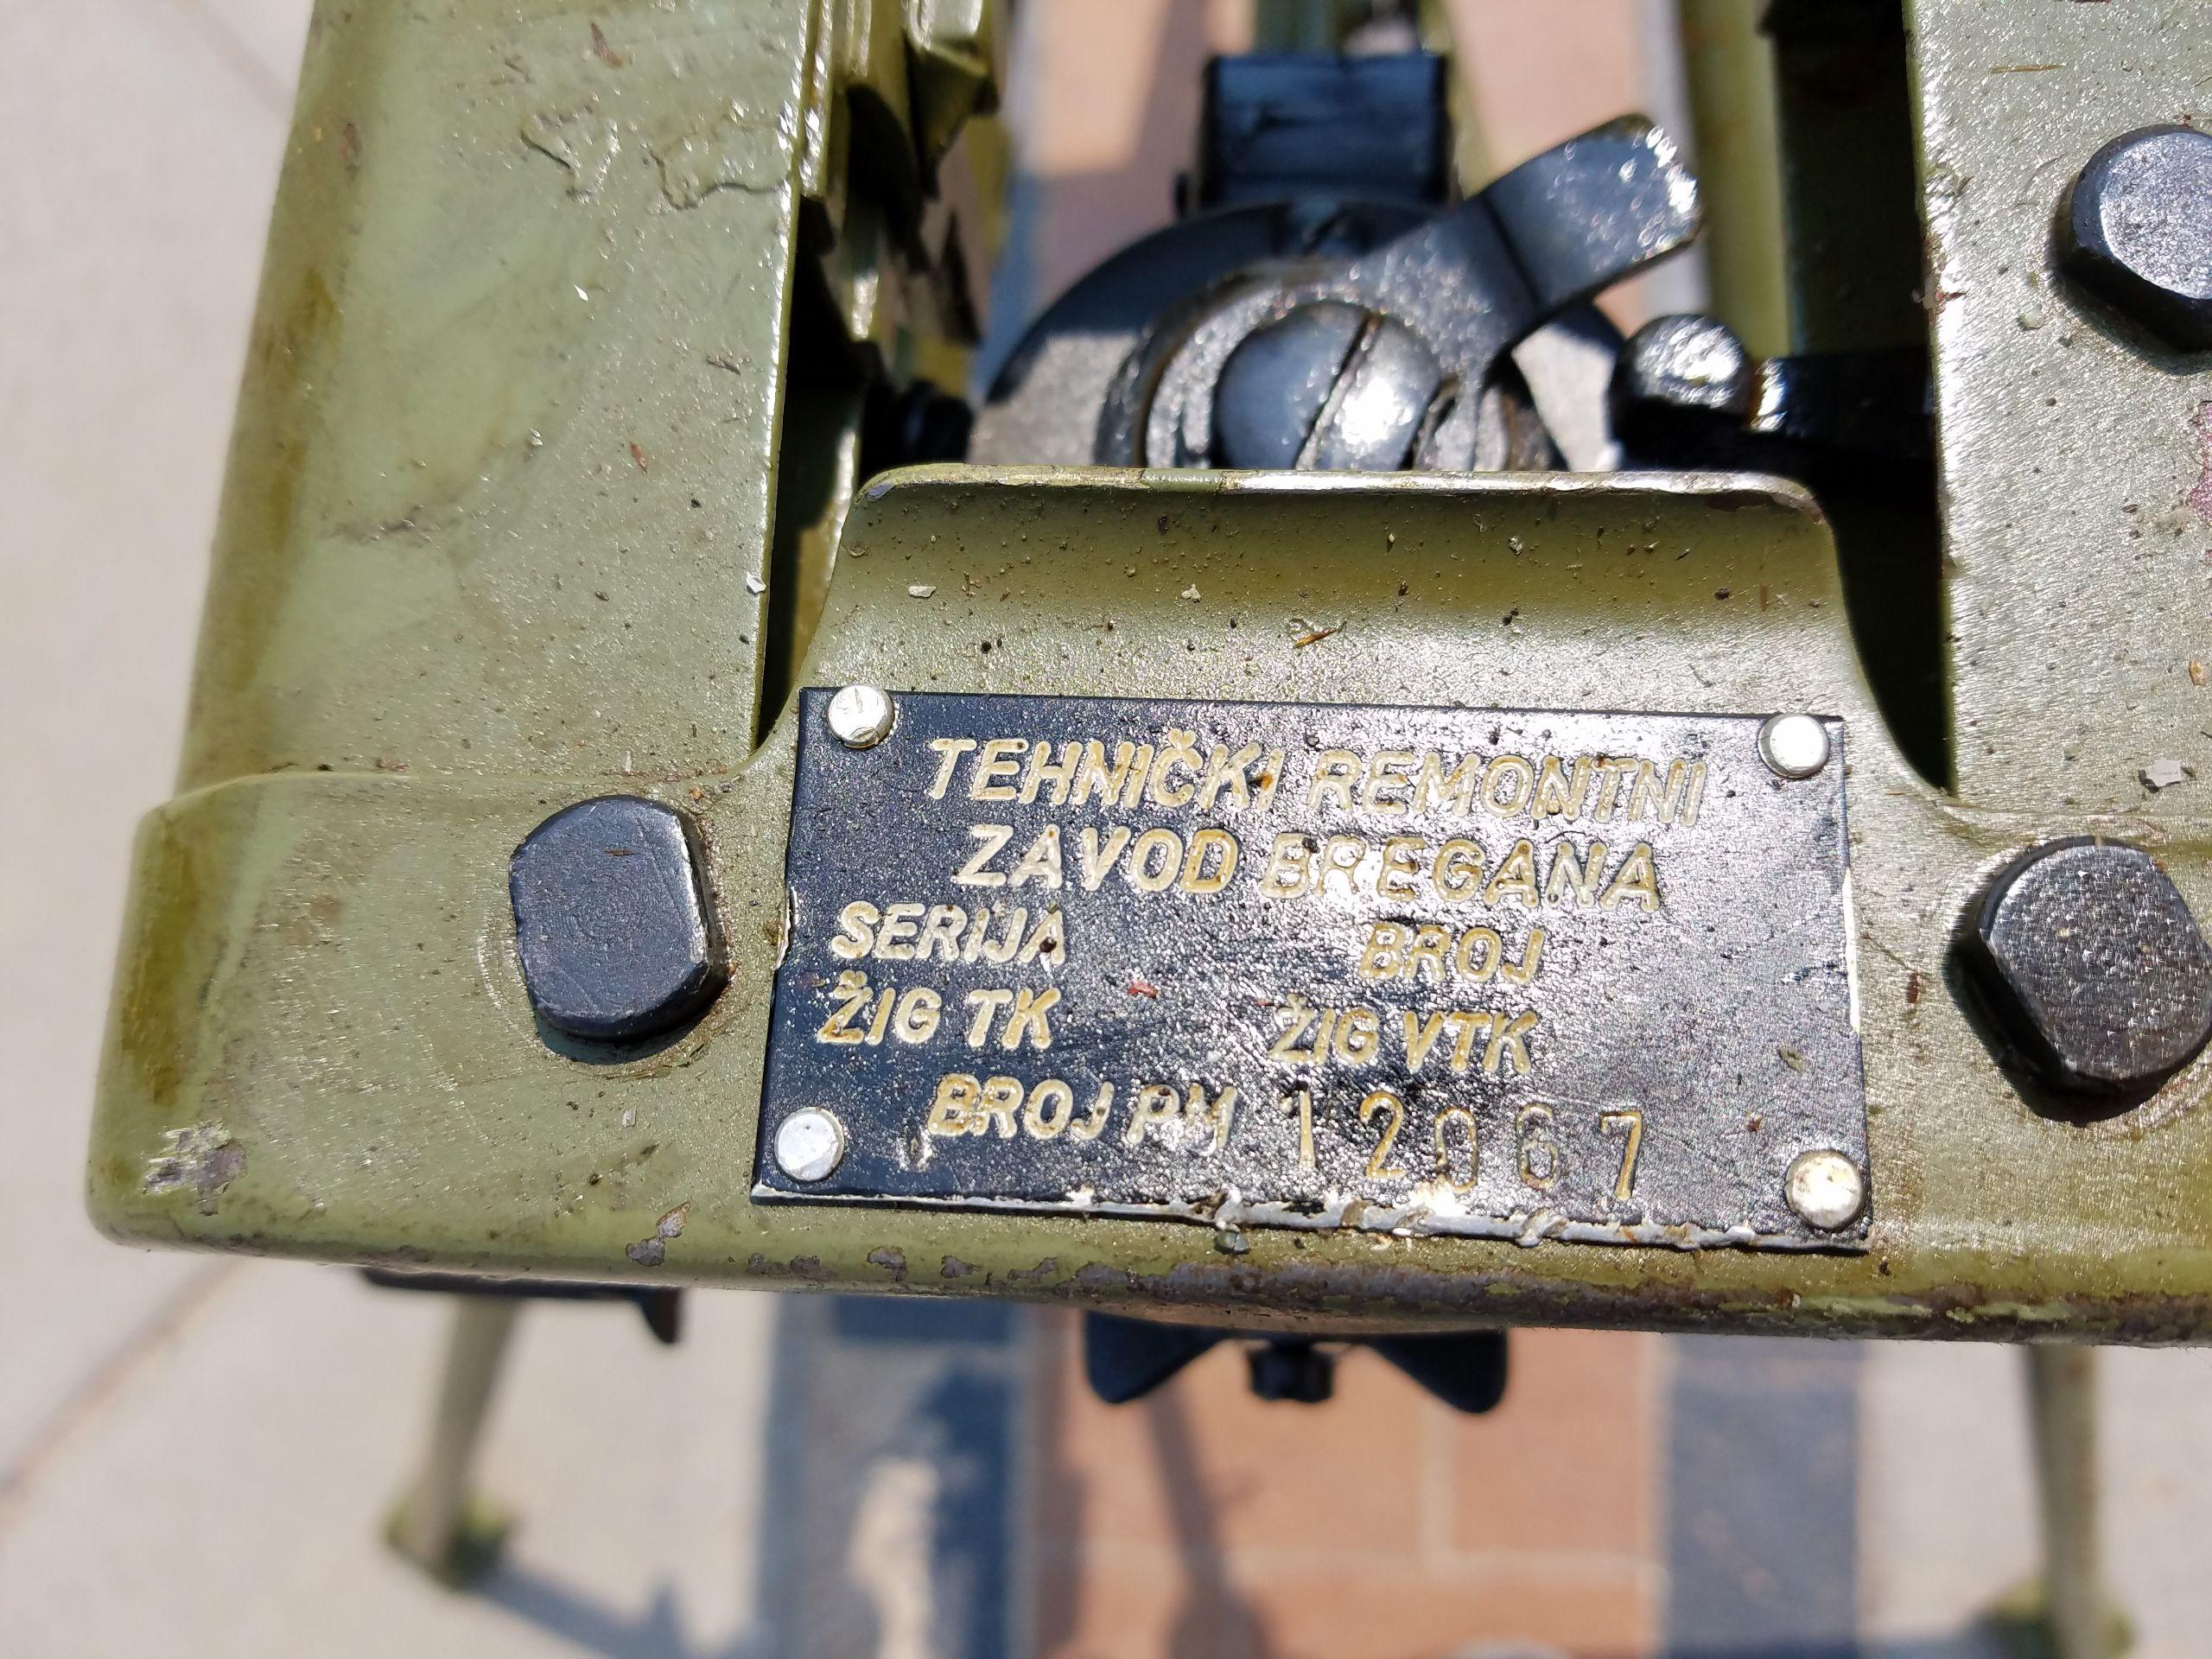 TEHNIČKI REMONTNI
ZAVOD BREGANA
SERIJA BROJ
ŽIG TK ŽIG VTK
BROJ PM 12067